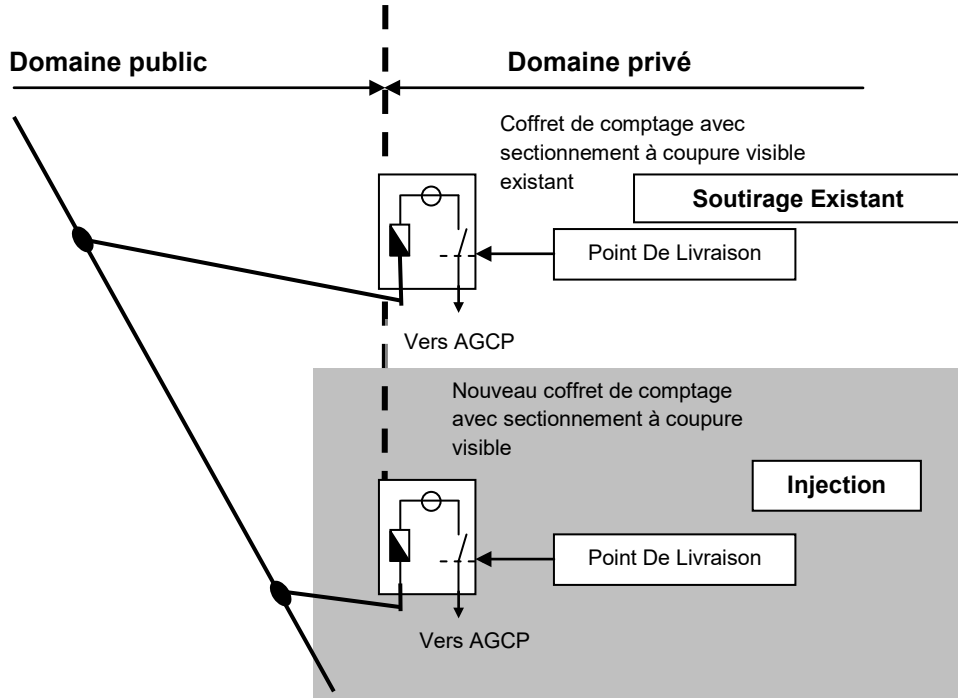 Domaine public
Domaine privé
Coffret de comptage avec
sectionnement à coupure visible
existant
Soutirage Existant
Point De Livraison
Vers AGCP
Nouveau coffret de comptage
avec sectionnement à coupure
visible
Injection
Point De Livraison
Vers AGCP